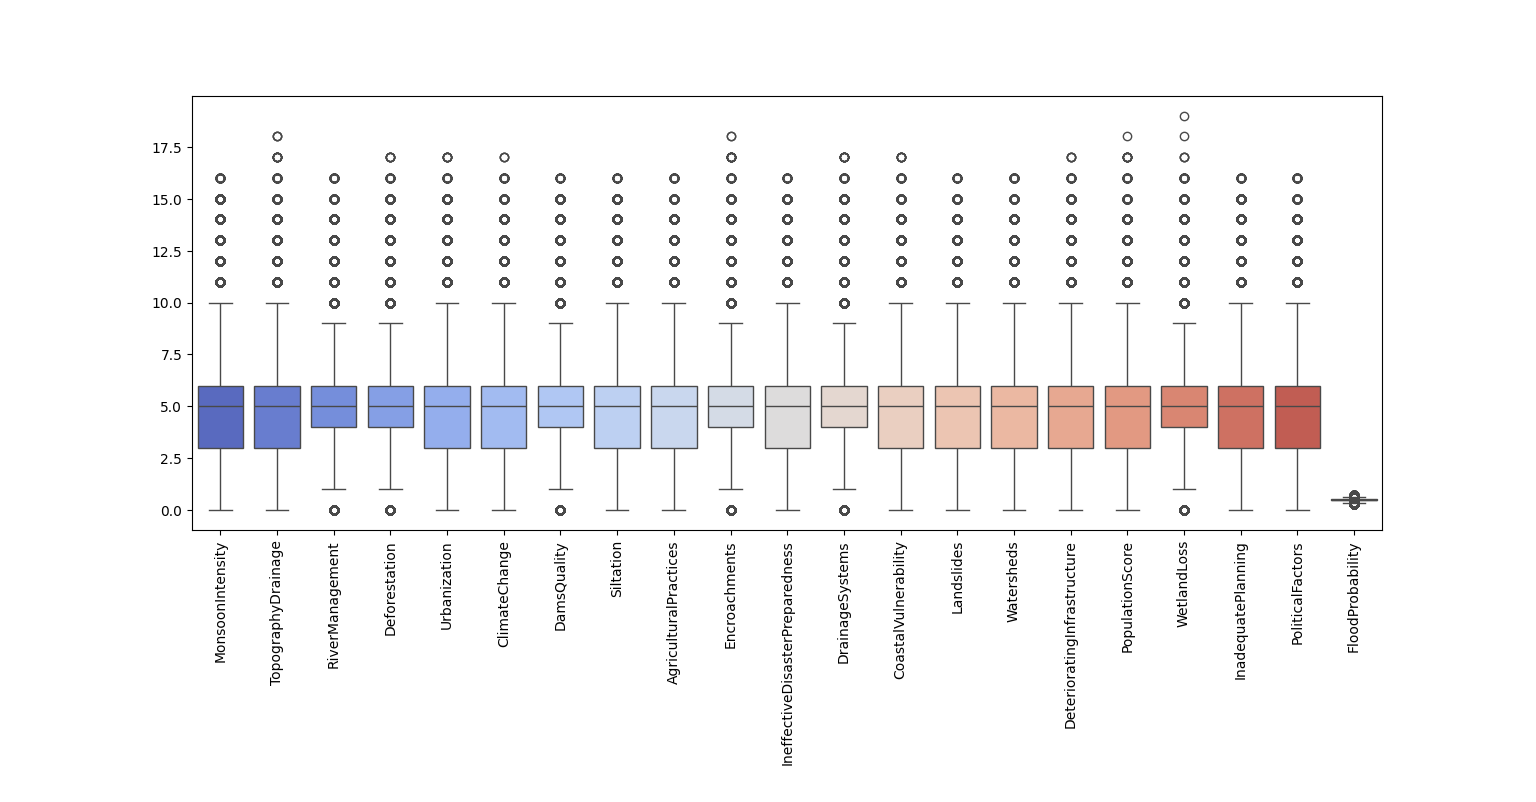 17.5
15.0
12.5
10.0
7.5
5.0
2.5
0.0
MonsoonIntensity
TopographyDrainage
RiverManagement
Deforestation
Urbanization
ClimateChange
DamsQuality
Siltation
AgriculturalPractices
Encroachments
IneffectiveDisasterPreparedness
DrainageSystems
CoastalVulnerability
Landslides
Watersheds
DeterioratingInfrastructure
PopulationScore
WetlandLoss
InadequatePlanning
PoliticalFactors
FloodProbability